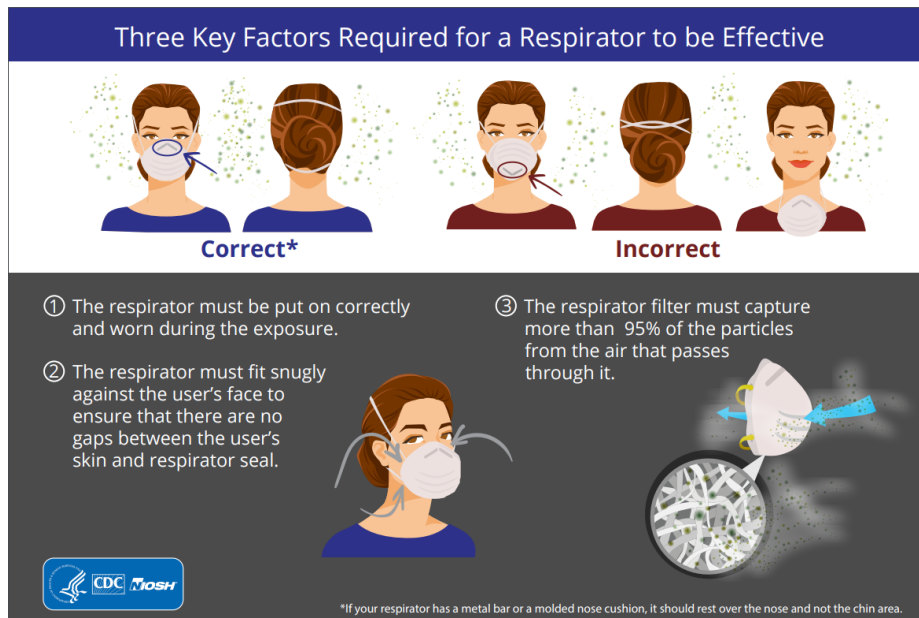 Three Key Factors Required for a Respirator to be Effective
Correct*
Incorrect
① The respirator must be put on correctly
and worn during the exposure.
② The respirator must fit snugly
against the user’s face to
ensure that there are no
gaps between the user’s
skin and respirator seal.
③ The respirator filter must capture
more than 95% of the particles
from the air that passes
through it.
CDC NIOSH
*If your respirator has a metal bar or a molded nose cushion, it should rest over the nose and not the chin area.